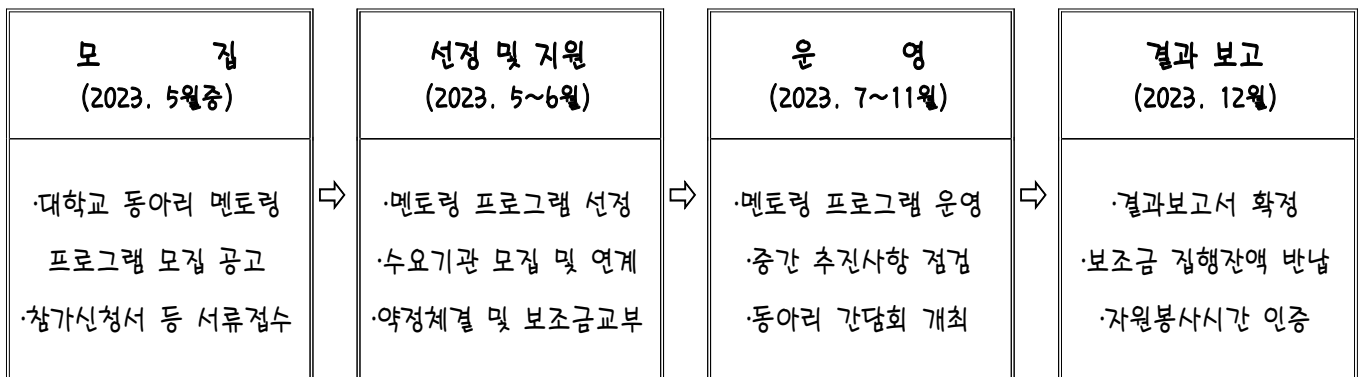 모 집
(2023. 5월중)
·대학교 동아리 멘토링
프로그램 모집 공고
·참가신청서 등 서류접수
⇨
선정 및 지원
(2023. 5~6월)
·멘토링 프로그램 선정
·수요기관 모집 및 연계
·약정체결 및 보조금교부
⇨
운 영
(2023. 7~11월)
·멘토링 프로그램 운영
·중간 추진사항 점검
·동아리 간담회 개최
⇨
결과 보고
(2023. 12월)
·결과보고서 확정
·보조금 집행잔액 반납
·자원봉사시간 인증